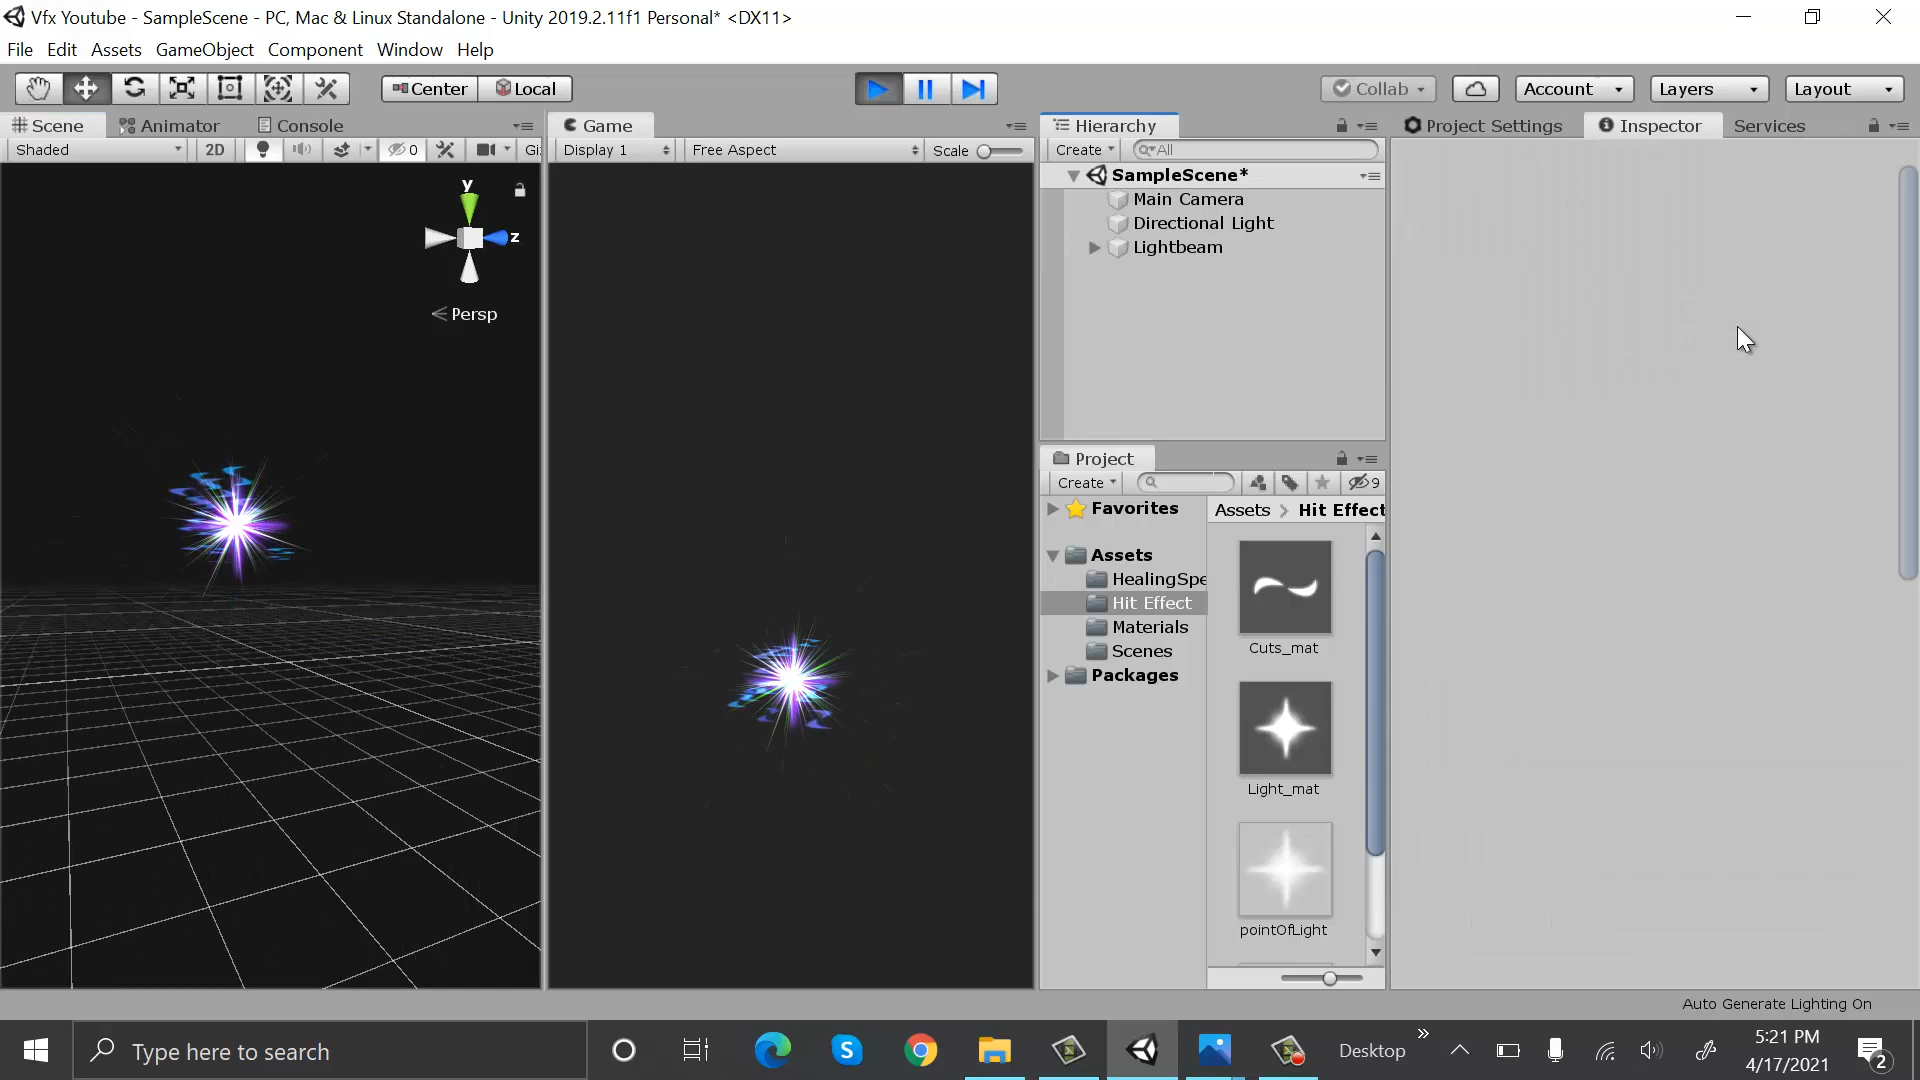 Vfx Youtube - SampleScene - PC, Mac & Linux Standalone - Unity 2019.2.11f1 Personal* <DX11>
File Edit Assets GameObject Component Window Help
Center Local Collab Account Layers Layout
Scene Animator Console Game Hierarchy Project Settings Inspector Services
Shaded 2D 0 Gi Display 1 Free Aspect Scale Create All
SampleScene*
Main Camera
Directional Light
Lightbeam
y
z
Persp
Project
Create 9
Favorites
Assets > Hit Effect
Assets
HealingSpe
Hit Effect
Materials
Scenes
Packages
Cuts_mat
Light_mat
pointOfLight
Auto Generate Lighting On
Type here to search
Desktop
5:21 PM
4/17/2021
2